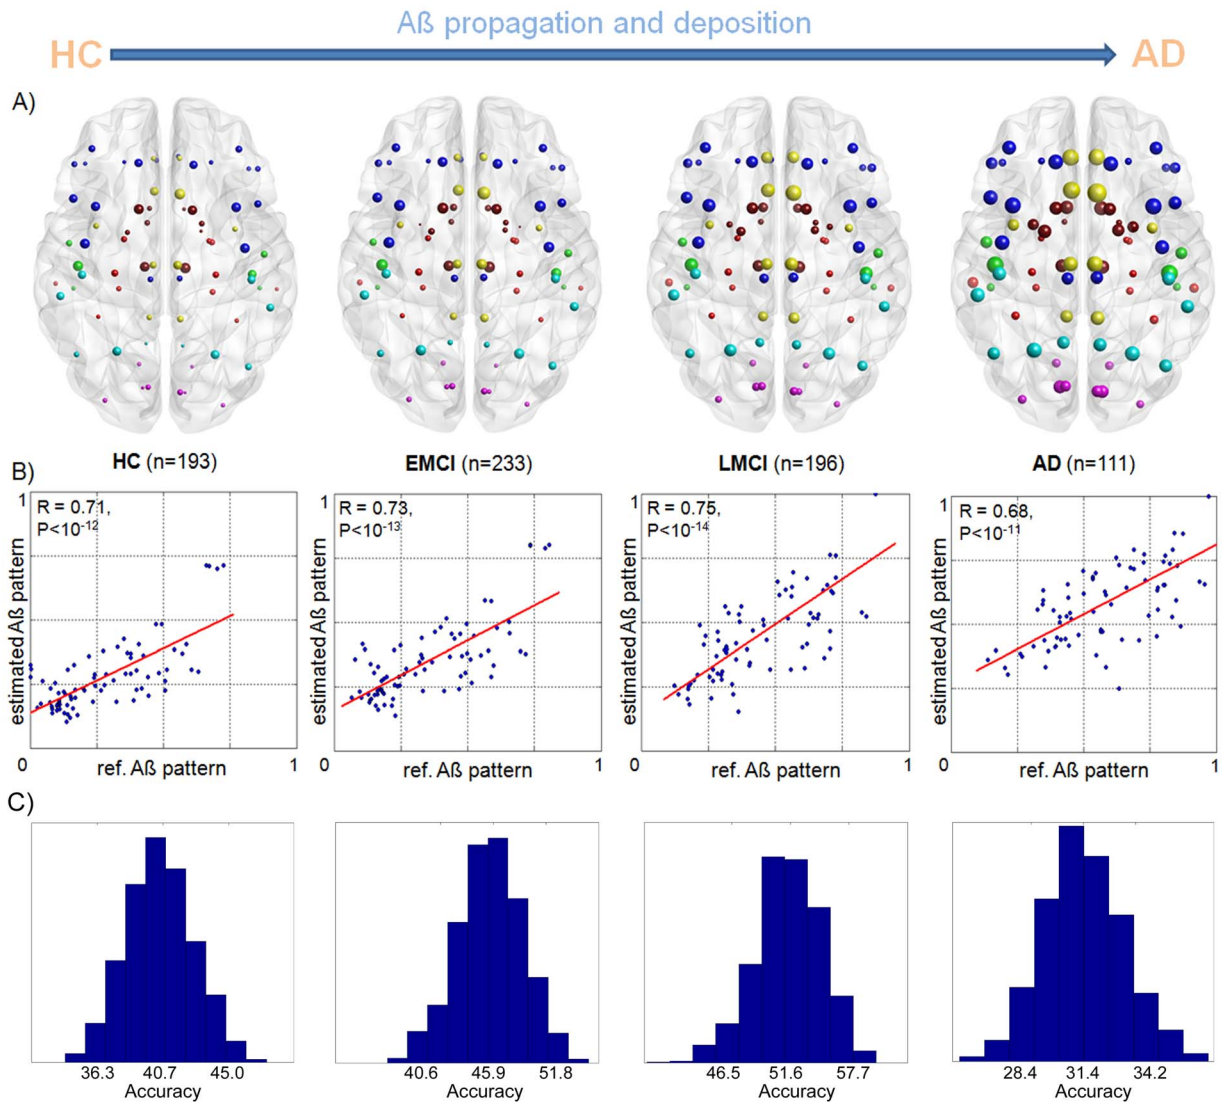 Aß propagation and deposition
HC
AD
A)
HC (n=193)
EMCI (n=233)
LMCI (n=196)
AD (n=111)
B)
1
R = 0.71,
P<10-12
estimated Aß pattern
0
ref. Aß pattern
1
1
R = 0.73,
P<10-13
estimated Aß pattern
0
ref. Aß pattern
1
1
R = 0.75,
P<10-14
estimated Aß pattern
0
ref. Aß pattern
1
1
R = 0.68,
P<10-11
estimated Aß pattern
0
ref. Aß pattern
1
C)
36.3 40.7 45.0
Accuracy
40.6 45.9 51.8
Accuracy
46.5 51.6 57.7
Accuracy
28.4 31.4 34.2
Accuracy